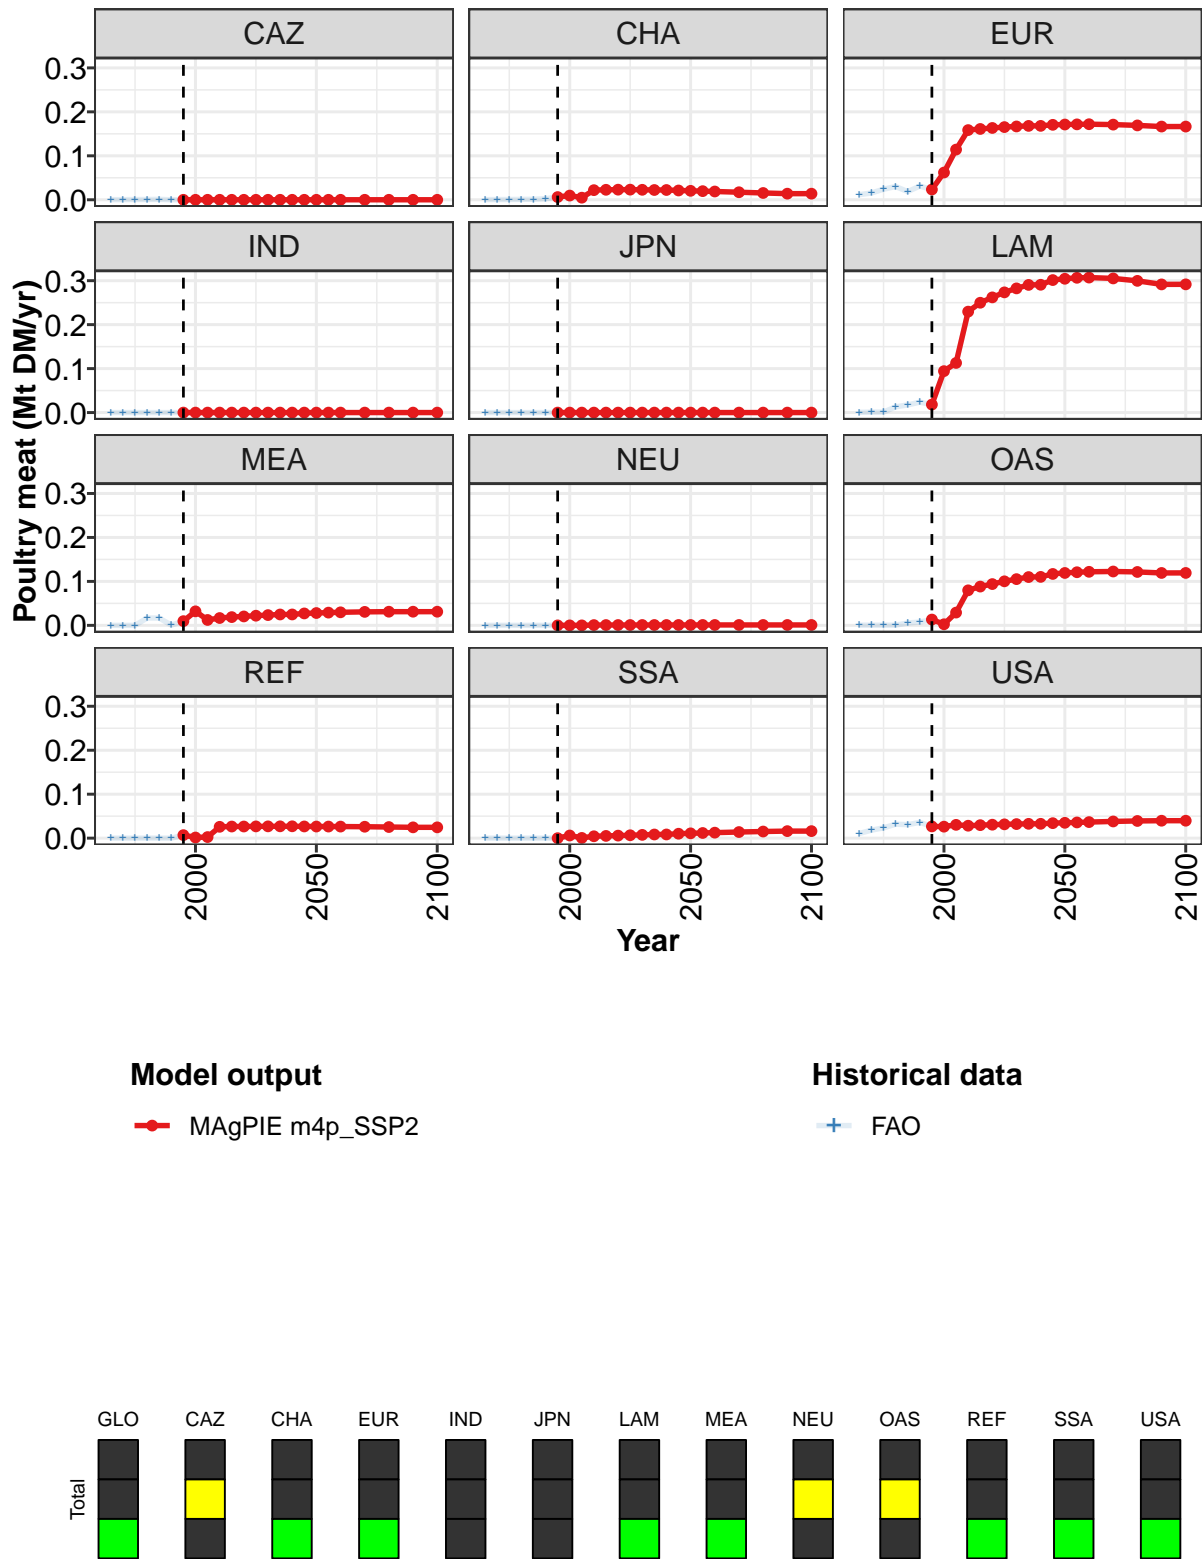 CAZ CHA EUR
0.3
0.2
0.1
0.0
IND JPN LAM
0.3
0.2
0.1
0.0
MEA NEU OAS
0.3
0.2
0.1
0.0
REF SSA USA
0.3
0.2
0.1
0.0
Poultry meat (Mt DM/yr)
2000 2050 2100 2000 2050 2100 2000 2050 2100
Year
Model output
MAgPIE m4p_SSP2
Historical data
FAO
GLO CAZ CHA EUR IND JPN LAM MEA NEU OAS REF SSA USA
Total